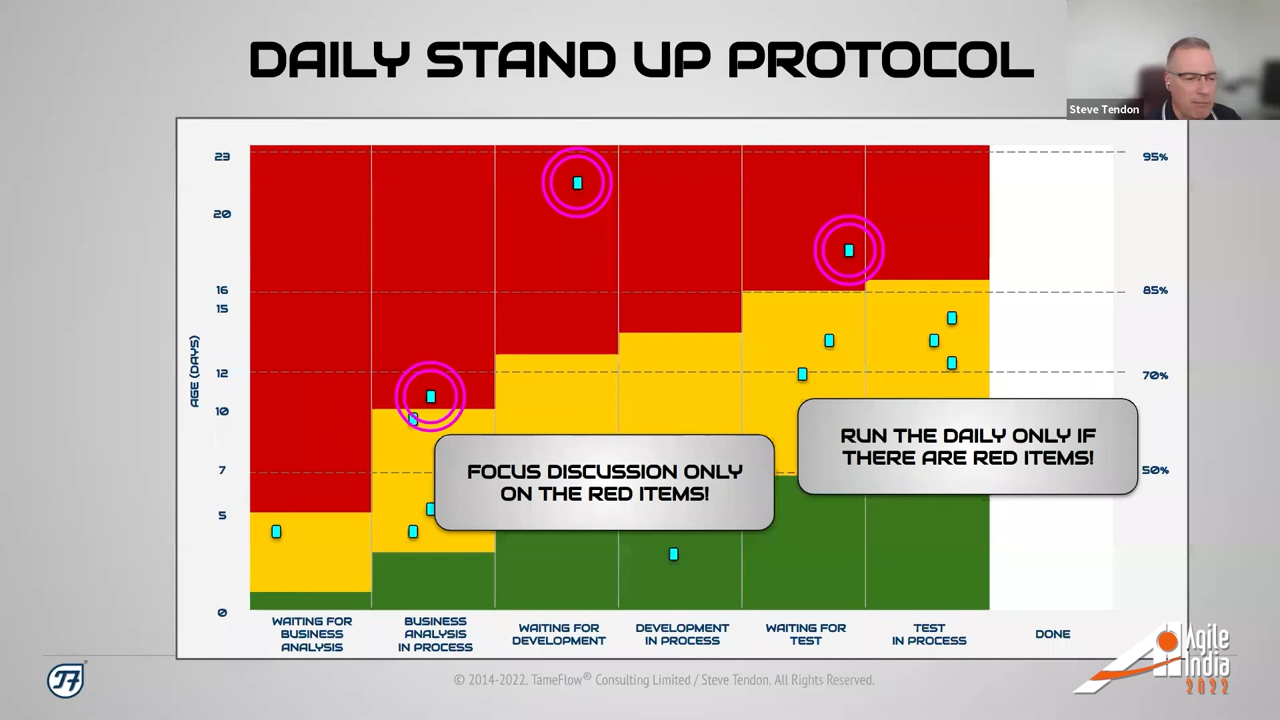 DAILY STAND UP PROTOCOL
Steve Tendon
23
95%
20
16
85%
15
AGE (DAYS)
12
70%
10
RUN THE DAILY ONLY IF
THERE ARE RED ITEMS!
FOCUS DISCUSSION ONLY
ON THE RED ITEMS!
7
50%
5
0
WAITING FOR
BUSINESS
ANALYSIS
BUSINESS
ANALYSIS
IN PROCESS
WAITING FOR
DEVELOPMENT
DEVELOPMENT
IN PROCESS
WAITING FOR
TEST
TEST
IN PROCESS
DONE
© 2014-2022, TameFlow® Consulting Limited / Steve Tendon. All Rights Reserved.
Agile
India
2022